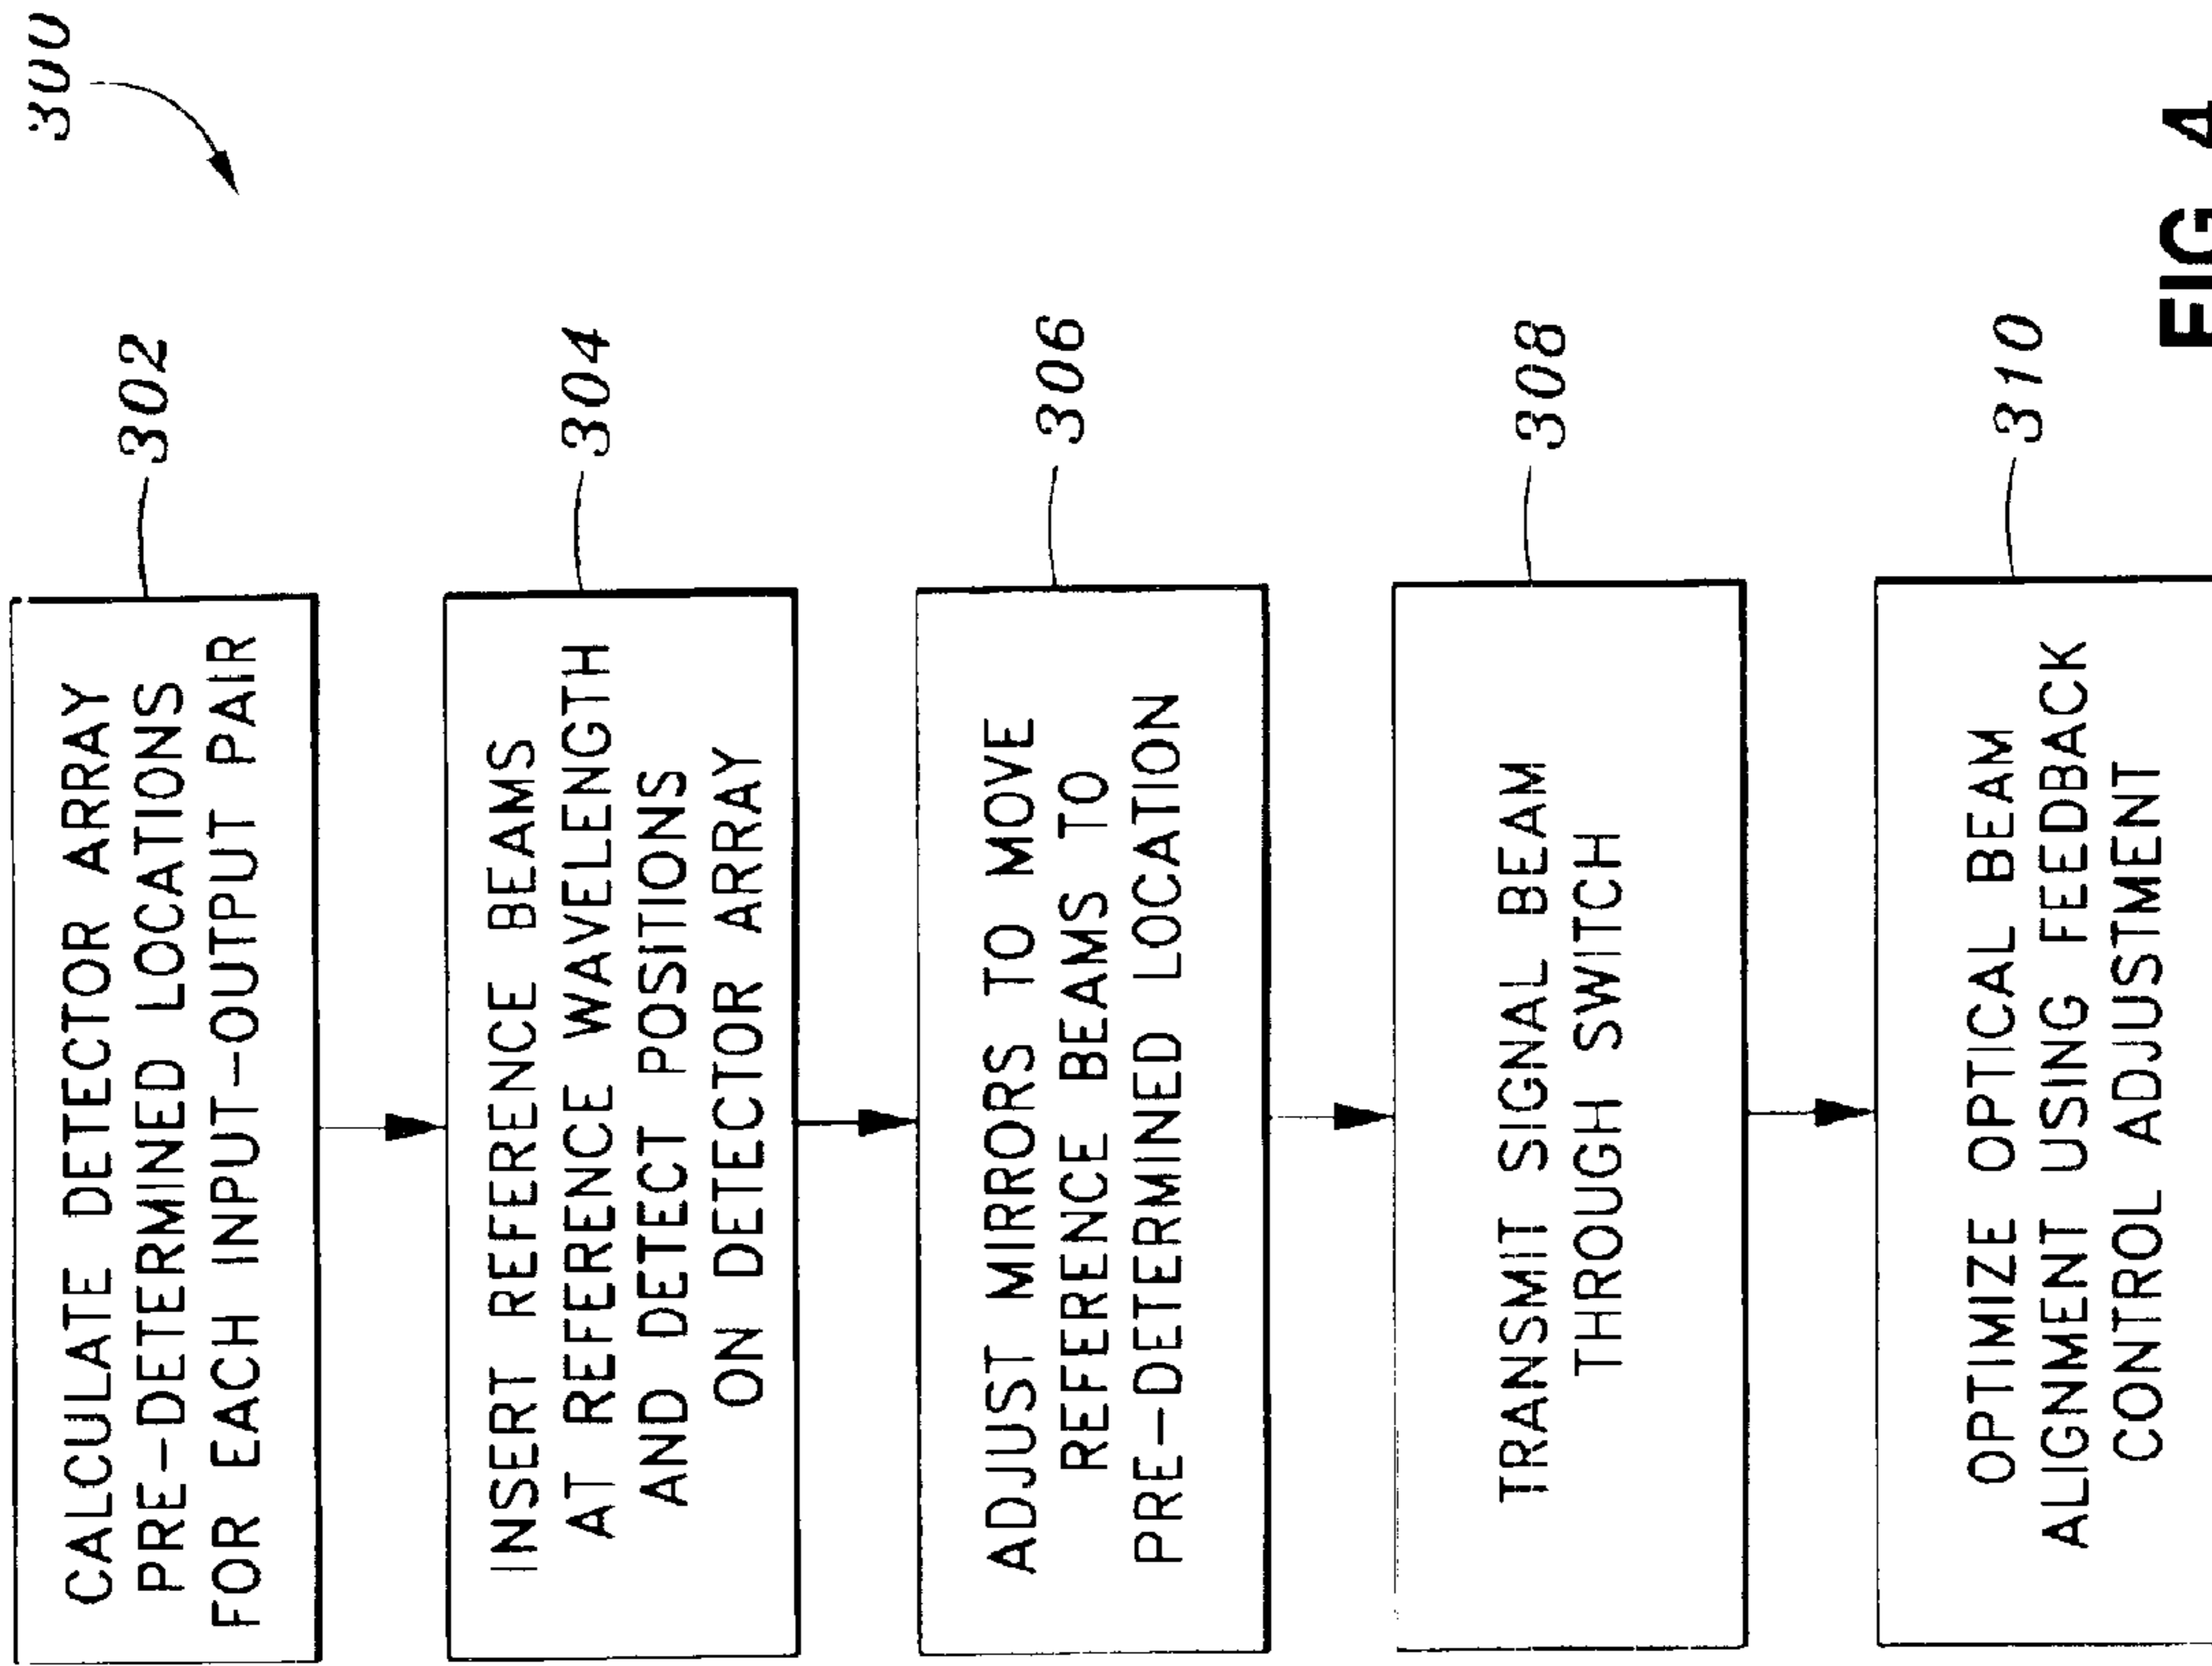 300
CALCULATE DETECTOR ARRAY
PRE-DETERMINED LOCATIONS
FOR EACH INPUT-OUTPUT PAIR
302
INSERT REFERENCE BEAMS
AT REFERENCE WAVELENGTH
AND DETECT POSITIONS
ON DETECTOR ARRAY
304
ADJUST MIRRORS TO MOVE
REFERENCE BEAMS TO
PRE-DETERMINED LOCATION
306
TRANSMIT SIGNAL BEAM
THROUGH SWITCH
308
OPTIMIZE OPTICAL BEAM
ALIGNMENT USING FEEDBACK
CONTROL ADJUSTMENT
310
FIG 4